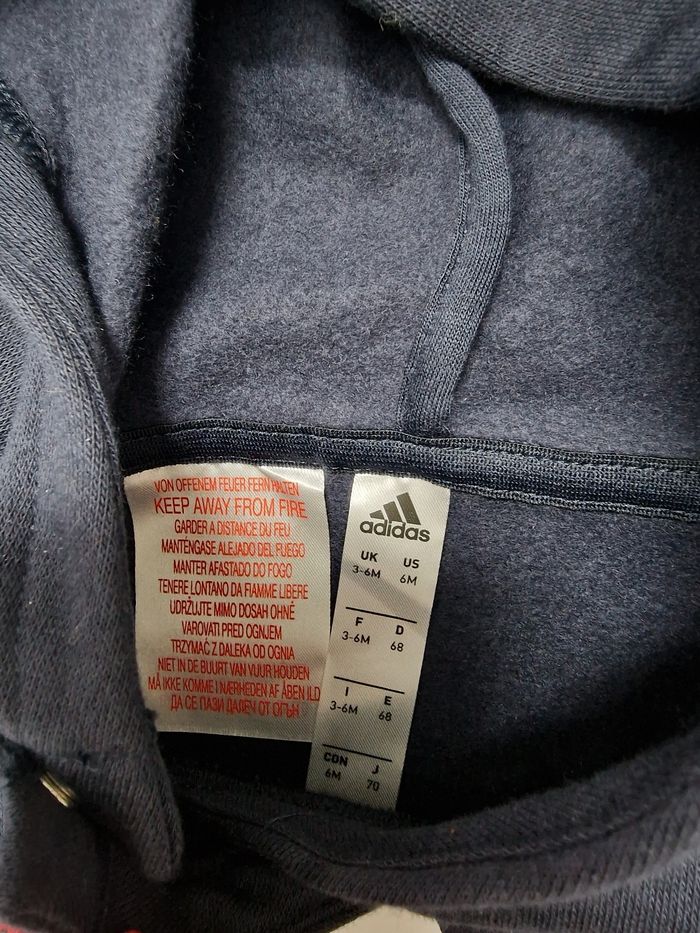 VON OFFENEM FEUER FERN HALTEN
KEEP AWAY FROM FIRE
GARDER A DISTANCE DU FEU
MANTÉNGASE ALEJADO DEL FUEGO
MANTER AFASTADO DO FOGO
TENERE LONTANO DA FIAMME LIBERE
UDRŽUJTE MIMO DOSAH OHNĚ
VAROVATI PRED OGNJEM
TRZYMAĆ Z DALEKA OD OGNIA
NIET IN DE BUURT VAN VUUR HOUDEN
MÅ IKKE KOMME I NÆRHEDEN AF ÅBEN ILD
ДА СЕ ПАЗИ ДАЛЕЧ ОТ ОГЪН
adidas
UK US
3-6M 6M
F D
3-6M 68
I E
3-6M 68
CDN J
6M 70